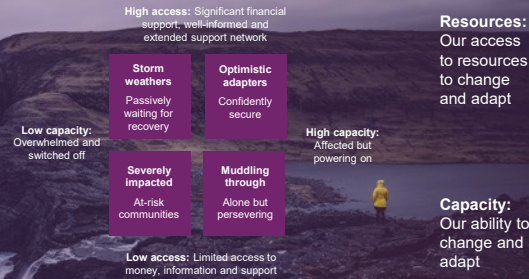 High access: Significant financial
support, well-informed and
extended support network
Storm
weathers
Passively
waiting for
recovery
Optimistic
adapters
Confidently
secure
Low capacity:
Overwhelmed and
switched off
High capacity:
Affected but
powering on
Severely
impacted
At-risk
communities
Muddling
through
Alone but
persevering
Low access: Limited access to
money, information and support
Resources:
Our access
to resources
to change
and adapt
Capacity:
Our ability to
change and
adapt